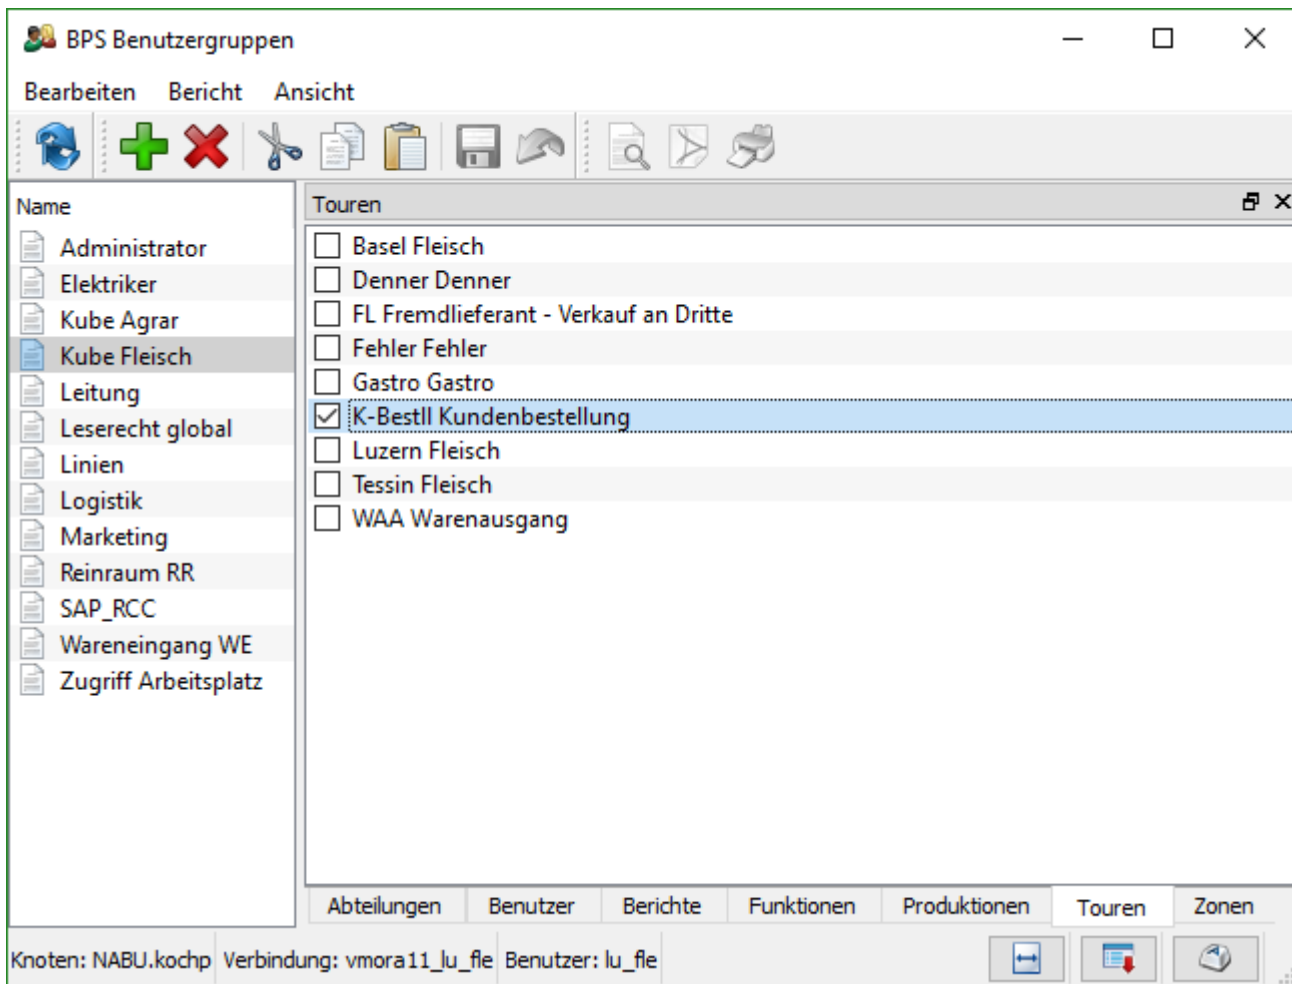 BPS Benutzergruppen
Bearbeiten Bericht Ansicht
Name
Administrator
Elektriker
Kube Agrar
Kube Fleisch
Leitung
Leserecht global
Linien
Logistik
Marketing
Reinraum RR
SAP_RCC
Wareneingang WE
Zugriff Arbeitsplatz
Touren
Basel Fleisch
Denner Denner
FL Fremdlieferant - Verkauf an Dritte
Fehler Fehler
Gastro Gastro
K-Bestll Kundenbestellung
Luzern Fleisch
Tessin Fleisch
WAA Warenausgang
Abteilungen Benutzer Berichte Funktionen Produktionen Touren Zonen
Knoten: NABU.kochp Verbindung: vmora11_lu_fle Benutzer: lu_fle